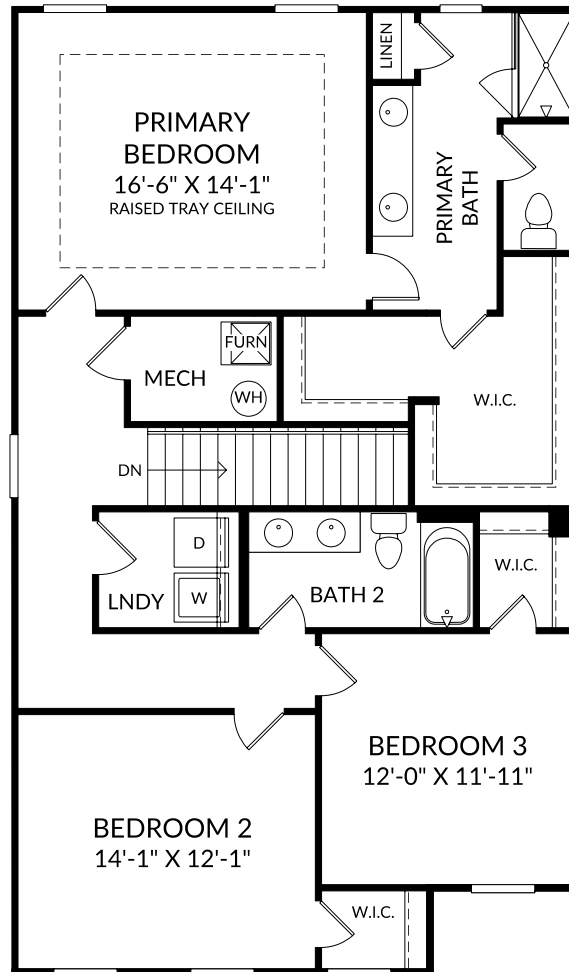 LINEN
PRIMARY
BEDROOM
16'-6" X 14'-1"
RAISED TRAY CEILING
PRIMARY
BATH
FURN
MECH
WH
W.I.C.
DN
D
W
LNDY
BATH 2
W.I.C.
BEDROOM 3
12'-0" X 11'-11"
BEDROOM 2
14'-1" X 12'-1"
W.I.C.